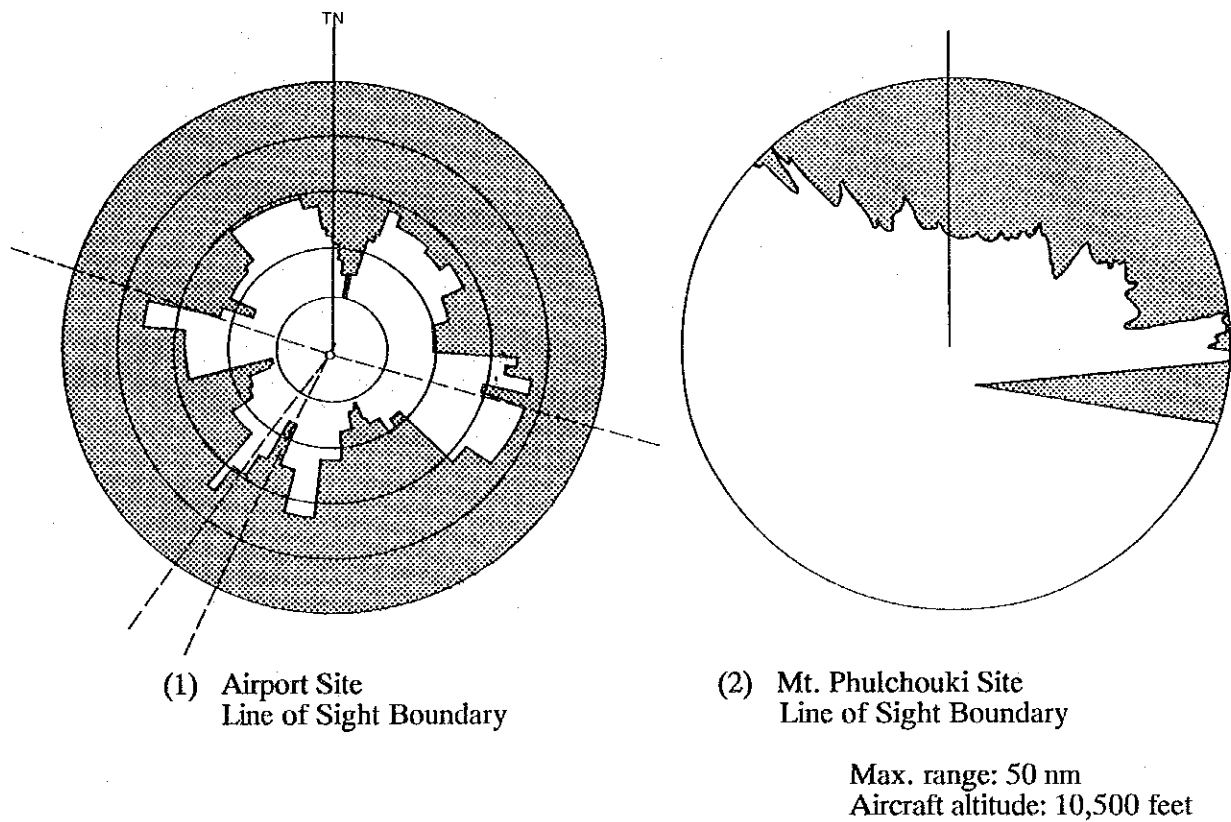 TN
(1) Airport Site
Line of Sight Boundary
(2) Mt. Phulchouki Site
Line of Sight Boundary
Max. range: 50 nm
Aircraft altitude: 10,500 feet